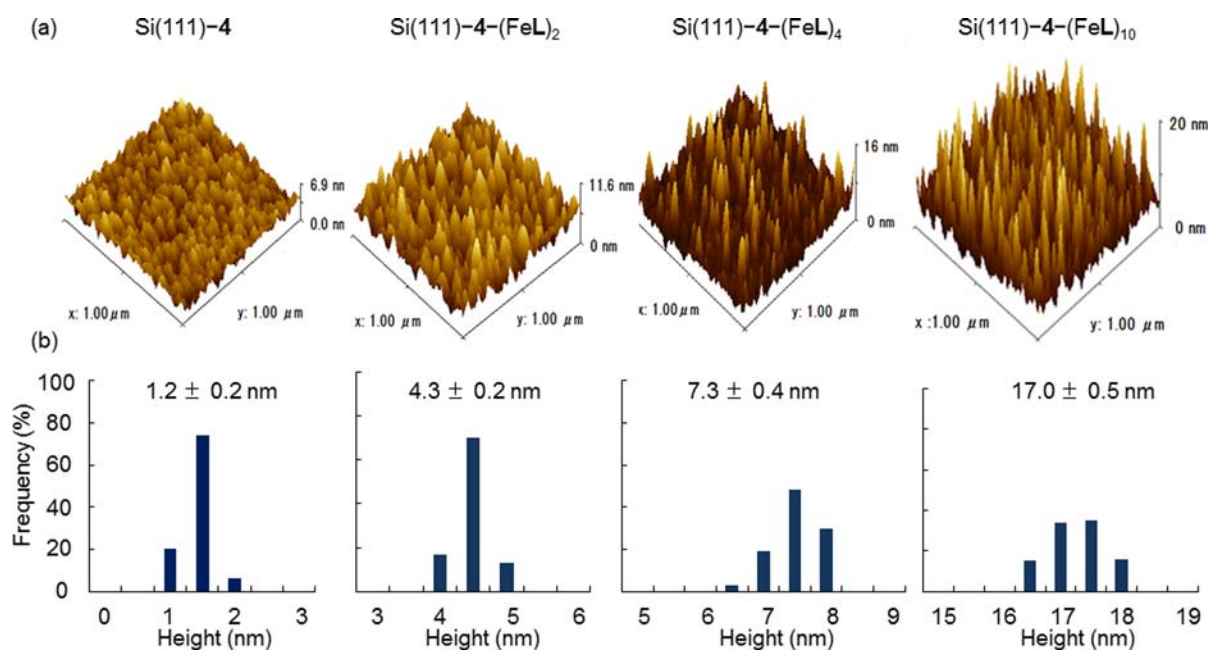 (a) Si(111)−4 Si(111)−4−(FeL)₂ Si(111)−4−(FeL)₄ Si(111)−4−(FeL)₁₀
6.9 nm
0.0 nm
x: 1.00 μm
y: 1.00 μm
11.6 nm
0 nm
x: 1.00 μm
y: 1.00 μm
16 nm
0 nm
x: 1.00 μm
y: 1.00 μm
20 nm
0 nm
x :1.00 μm
y: 1.00 μm
(b)
1.2 ± 0.2 nm 4.3 ± 0.2 nm 7.3 ± 0.4 nm 17.0 ± 0.5 nm
Frequency (%)
100
80
60
40
20
0
0 1 2 3 3 4 5 6 5 6 7 8 9 15 16 17 18 19
Height (nm) Height (nm) Height (nm) Height (nm)